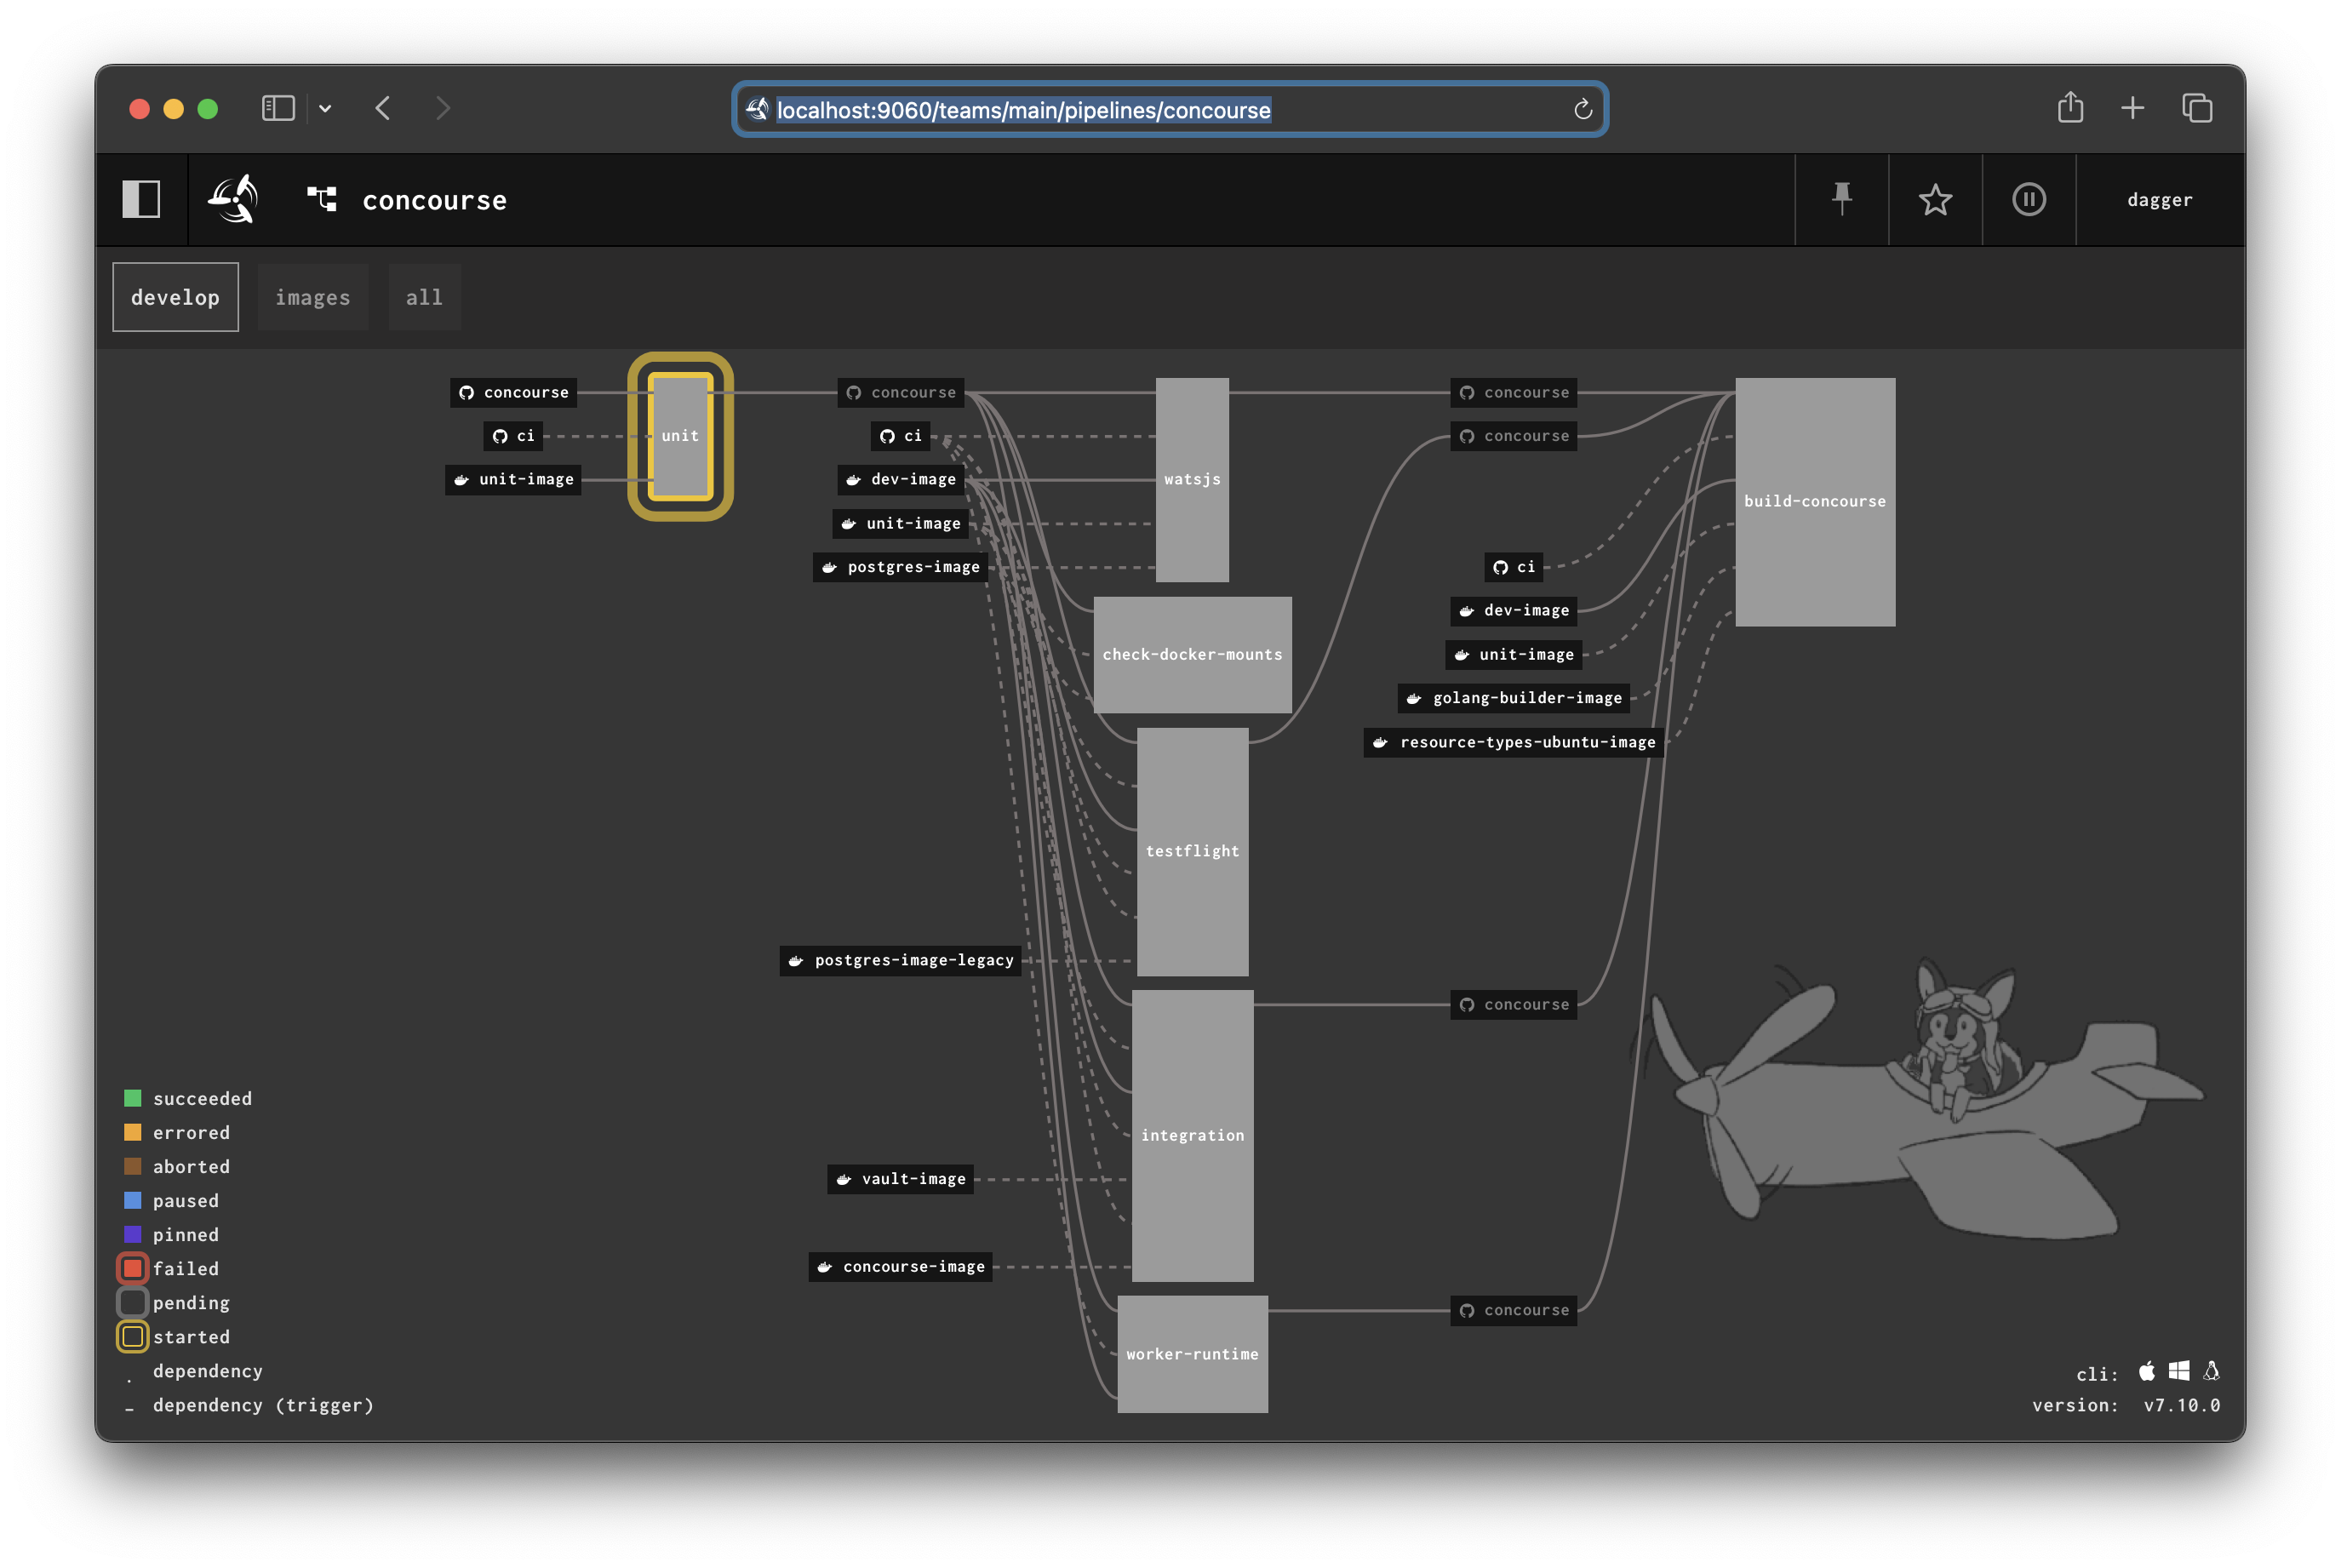 localhost:9060/teams/main/pipelines/concourse
concourse
dagger
develop
images
all
concourse
ci
unit-image
unit
concourse
ci
dev-image
unit-image
postgres-image
postgres-image-legacy
vault-image
concourse-image
watsjs
check-docker-mounts
testflight
integration
worker-runtime
concourse
concourse
ci
dev-image
unit-image
golang-builder-image
resource-types-ubuntu-image
concourse
concourse
build-concourse
succeeded
errored
aborted
paused
pinned
failed
pending
started
. dependency
- dependency (trigger)
cli:
version: v7.10.0